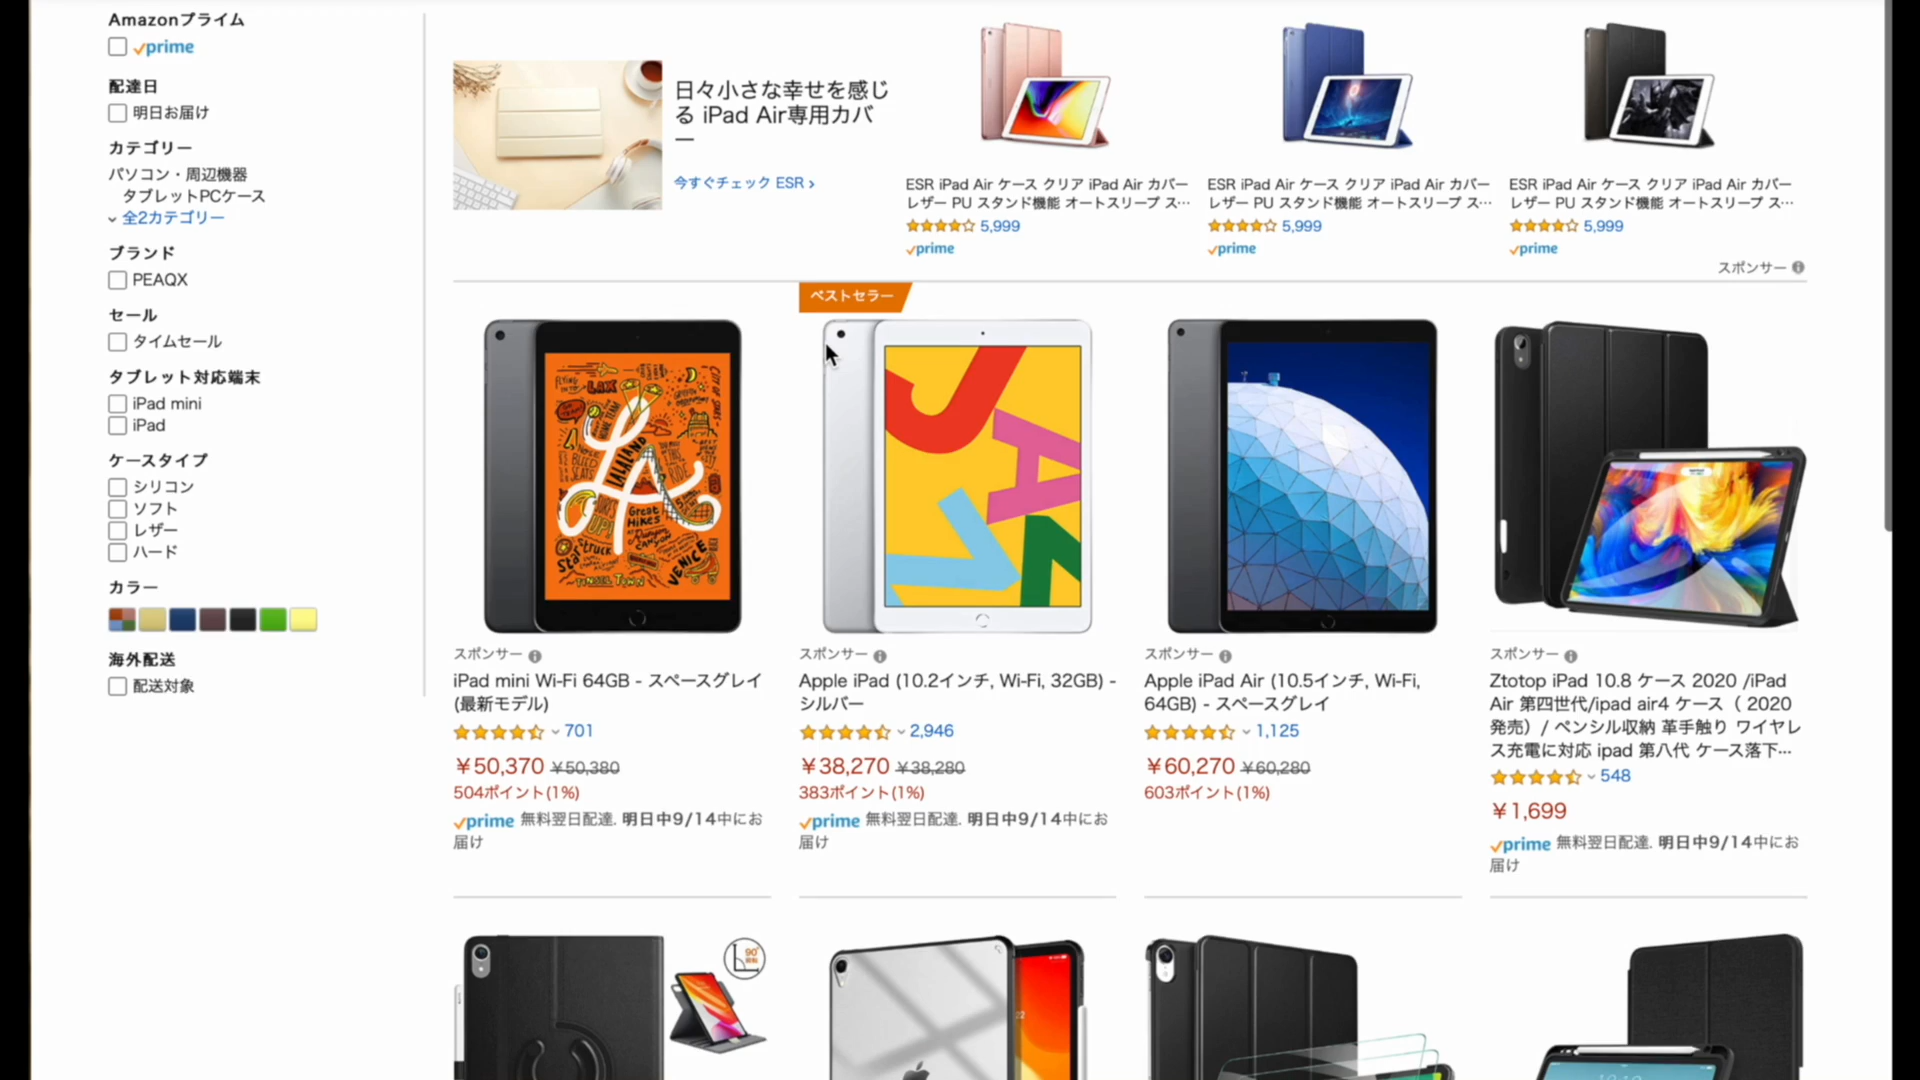 Amazonプライム
prime
配達日
明日お届け
カテゴリー
パソコン・周辺機器
タブレットPCケース
全2カテゴリー
ブランド
PEAQX
セール
タイムセール
タブレット対応端末
iPad mini
iPad
ケースタイプ
シリコン
ソフト
レザー
ハード
カラー
海外配送
配送対象
日々小さな幸せを感じ
る iPad Air専用カバ
ー
今すぐチェック ESR ›
ESR iPad Air ケース クリア iPad Air カバー
レザー PU スタンド機能 オートスリープ ス…
5,999
prime
ESR iPad Air ケース クリア iPad Air カバー
レザー PU スタンド機能 オートスリープ ス…
5,999
prime
ESR iPad Air ケース クリア iPad Air カバー
レザー PU スタンド機能 オートスリープ ス…
5,999
prime
スポンサー
LAX
LALALAND
UP!
Great
Hikes
Runyon
CANYON
Star Struck
VENICE
TINSEL TOWN
スポンサー
iPad mini Wi-Fi 64GB - スペースグレイ
(最新モデル)
701
￥50,370 ￥50,380
504ポイント(1%)
prime 無料翌日配達. 明日中9/14中にお
届け
ベストセラー
スポンサー
Apple iPad (10.2インチ, Wi-Fi, 32GB) -
シルバー
2,946
￥38,270 ￥38,280
383ポイント(1%)
prime 無料翌日配達. 明日中9/14中にお
届け
スポンサー
Apple iPad Air (10.5インチ, Wi-Fi,
64GB) - スペースグレイ
1,125
￥60,270 ￥60,280
603ポイント(1%)
スポンサー
Ztotop iPad 10.8 ケース 2020 /iPad
Air 第四世代/ipad air4 ケース（ 2020
発売）/ ペンシル収納 革手触り ワイヤレ
ス充電に対応 ipad 第八代 ケース落下…
548
￥1,699
prime 無料翌日配達. 明日中9/14中にお
届け
90°